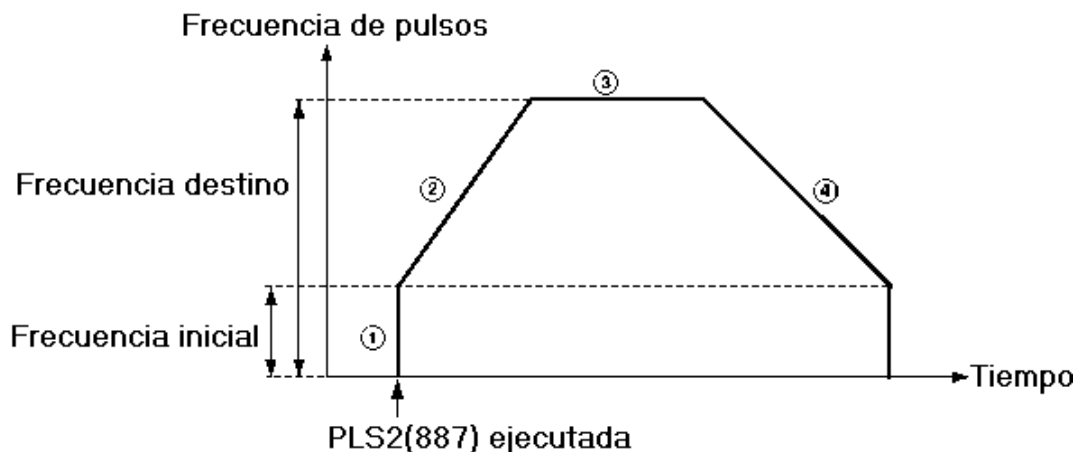 Frecuencia de pulsos
③
②
Frecuencia destino
④
Frecuencia inicial
①
Tiempo
PLS2(887) ejecutada